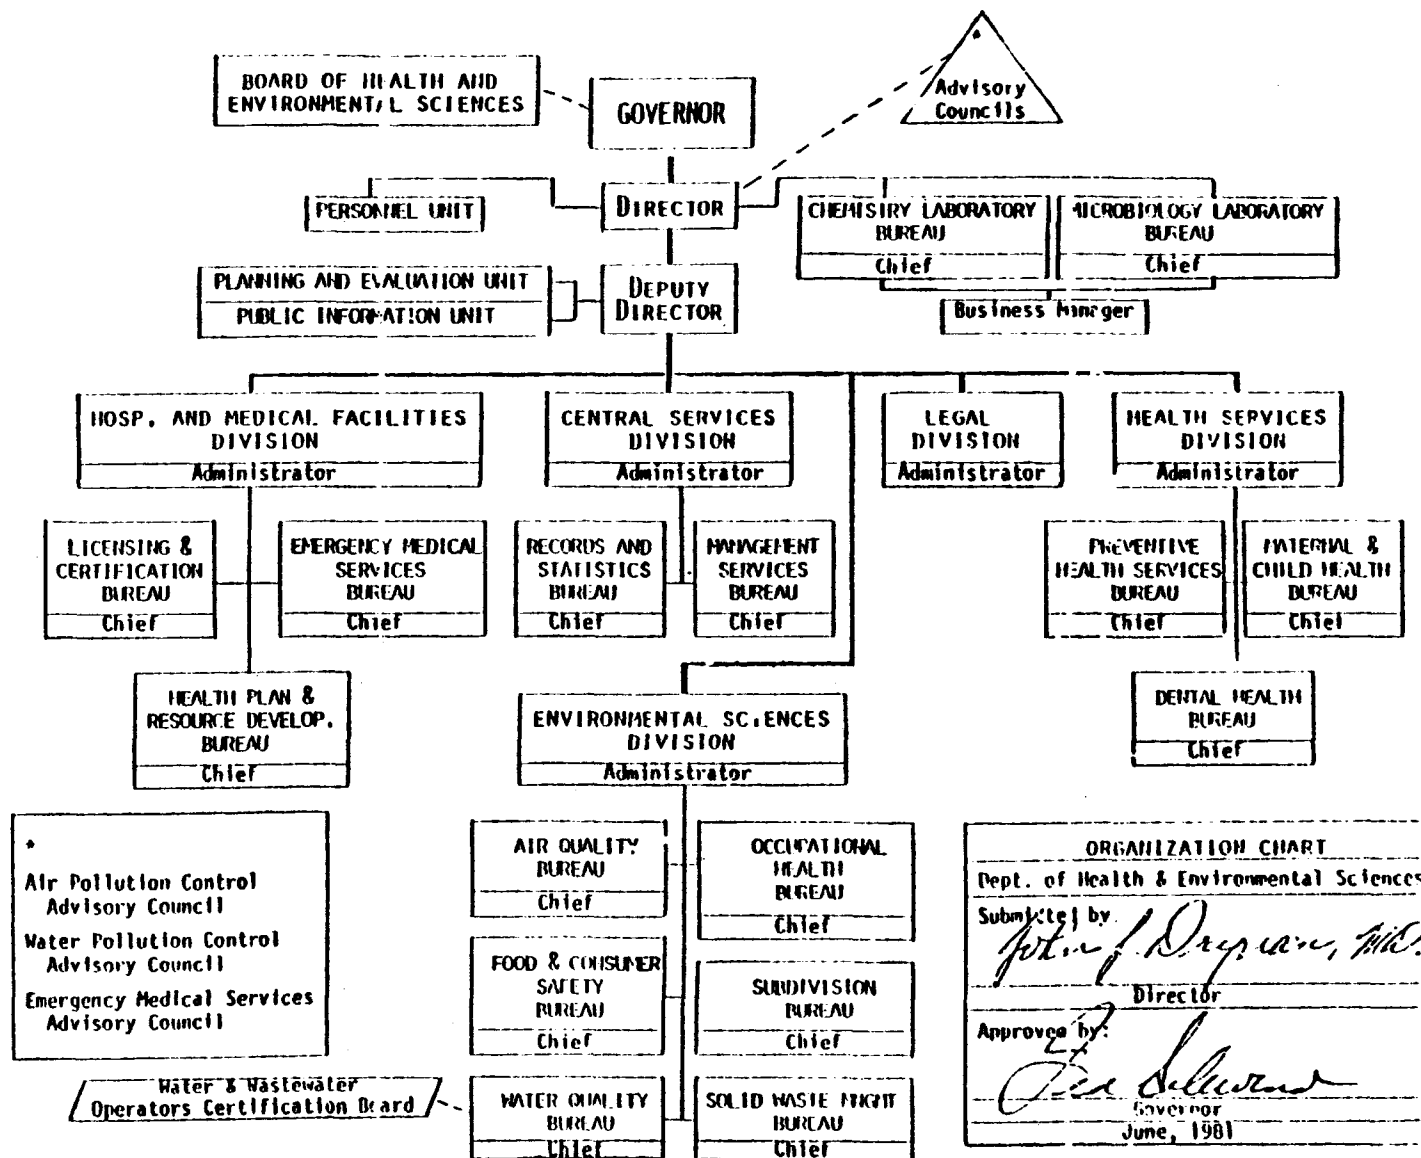 *
Advisory
Councils
BOARD OF HEALTH AND
ENVIRONMENTAL SCIENCES
GOVERNOR
PERSONNEL UNIT
DIRECTOR
CHEMISTRY LABORATORY
BUREAU
Chief
MICROBIOLOGY LABORATORY
BUREAU
Chief
PLANNING AND EVALUATION UNIT
PUBLIC INFORMATION UNIT
DEPUTY
DIRECTOR
Business Manager
HOSP. AND MEDICAL FACILITIES
DIVISION
Administrator
CENTRAL SERVICES
DIVISION
Administrator
LEGAL
DIVISION
Administrator
HEALTH SERVICES
DIVISION
Administrator
LICENSING &
CERTIFICATION
BUREAU
Chief
EMERGENCY MEDICAL
SERVICES
BUREAU
Chief
RECORDS AND
STATISTICS
BUREAU
Chief
MANAGEMENT
SERVICES
BUREAU
Chief
PREVENTIVE
HEALTH SERVICES
BUREAU
Chief
MATERNAL &
CHILD HEALTH
BUREAU
Chief
HEALTH PLAN &
RESOURCE DEVELOP.
BUREAU
Chief
ENVIRONMENTAL SCIENCES
DIVISION
Administrator
DENTAL HEALTH
BUREAU
Chief
AIR QUALITY
BUREAU
Chief
OCCUPATIONAL
HEALTH
BUREAU
Chief
FOOD & CONSUMER
SAFETY
BUREAU
Chief
SUBDIVISION
BUREAU
Chief
WATER QUALITY
BUREAU
Chief
SOLID WASTE MNGMT
BUREAU
Chief
*
Air Pollution Control
Advisory Council
Water Pollution Control
Advisory Council
Emergency Medical Services
Advisory Council
Water & Wastewater
Operators Certification Board
ORGANIZATION CHART
Dept. of Health & Environmental Sciences
Submitted by
John J.
Director
Approved by:
Ted
Governor
June, 1981